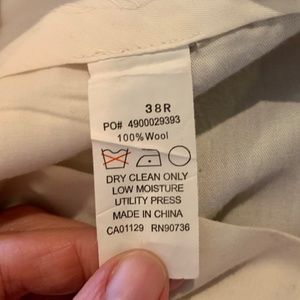 38R
PO# 4900029393
100% Wool
DRY CLEAN ONLY
LOW MOISTURE
UTILITY PRESS
MADE IN CHINA
CA01129 RN90736